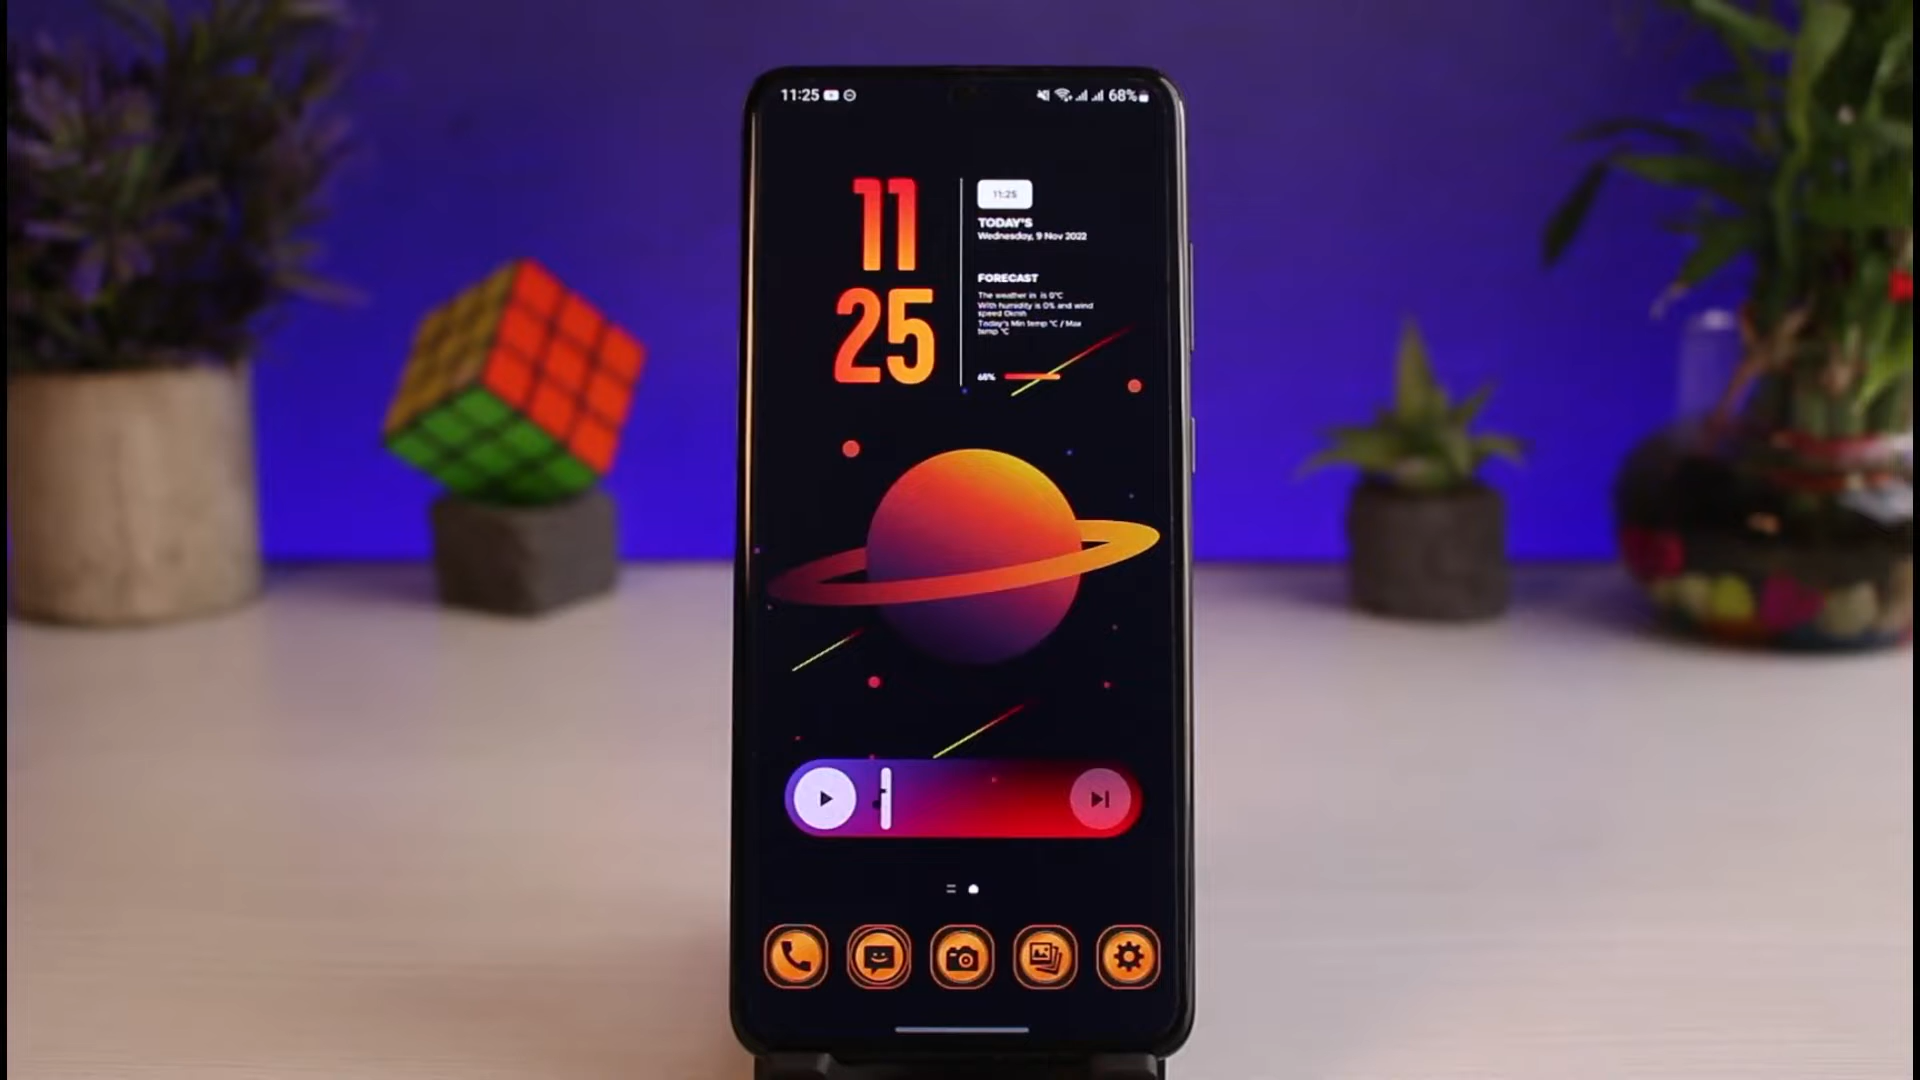 11:25
68%
11
25
11:25
TODAY'S
Wednesday, 9 Nov 2022
FORECAST
The weather in is 0°C
With humidity is 0% and wind
speed 0kmh
Today's Min temp °C / Max
temp °C
68%